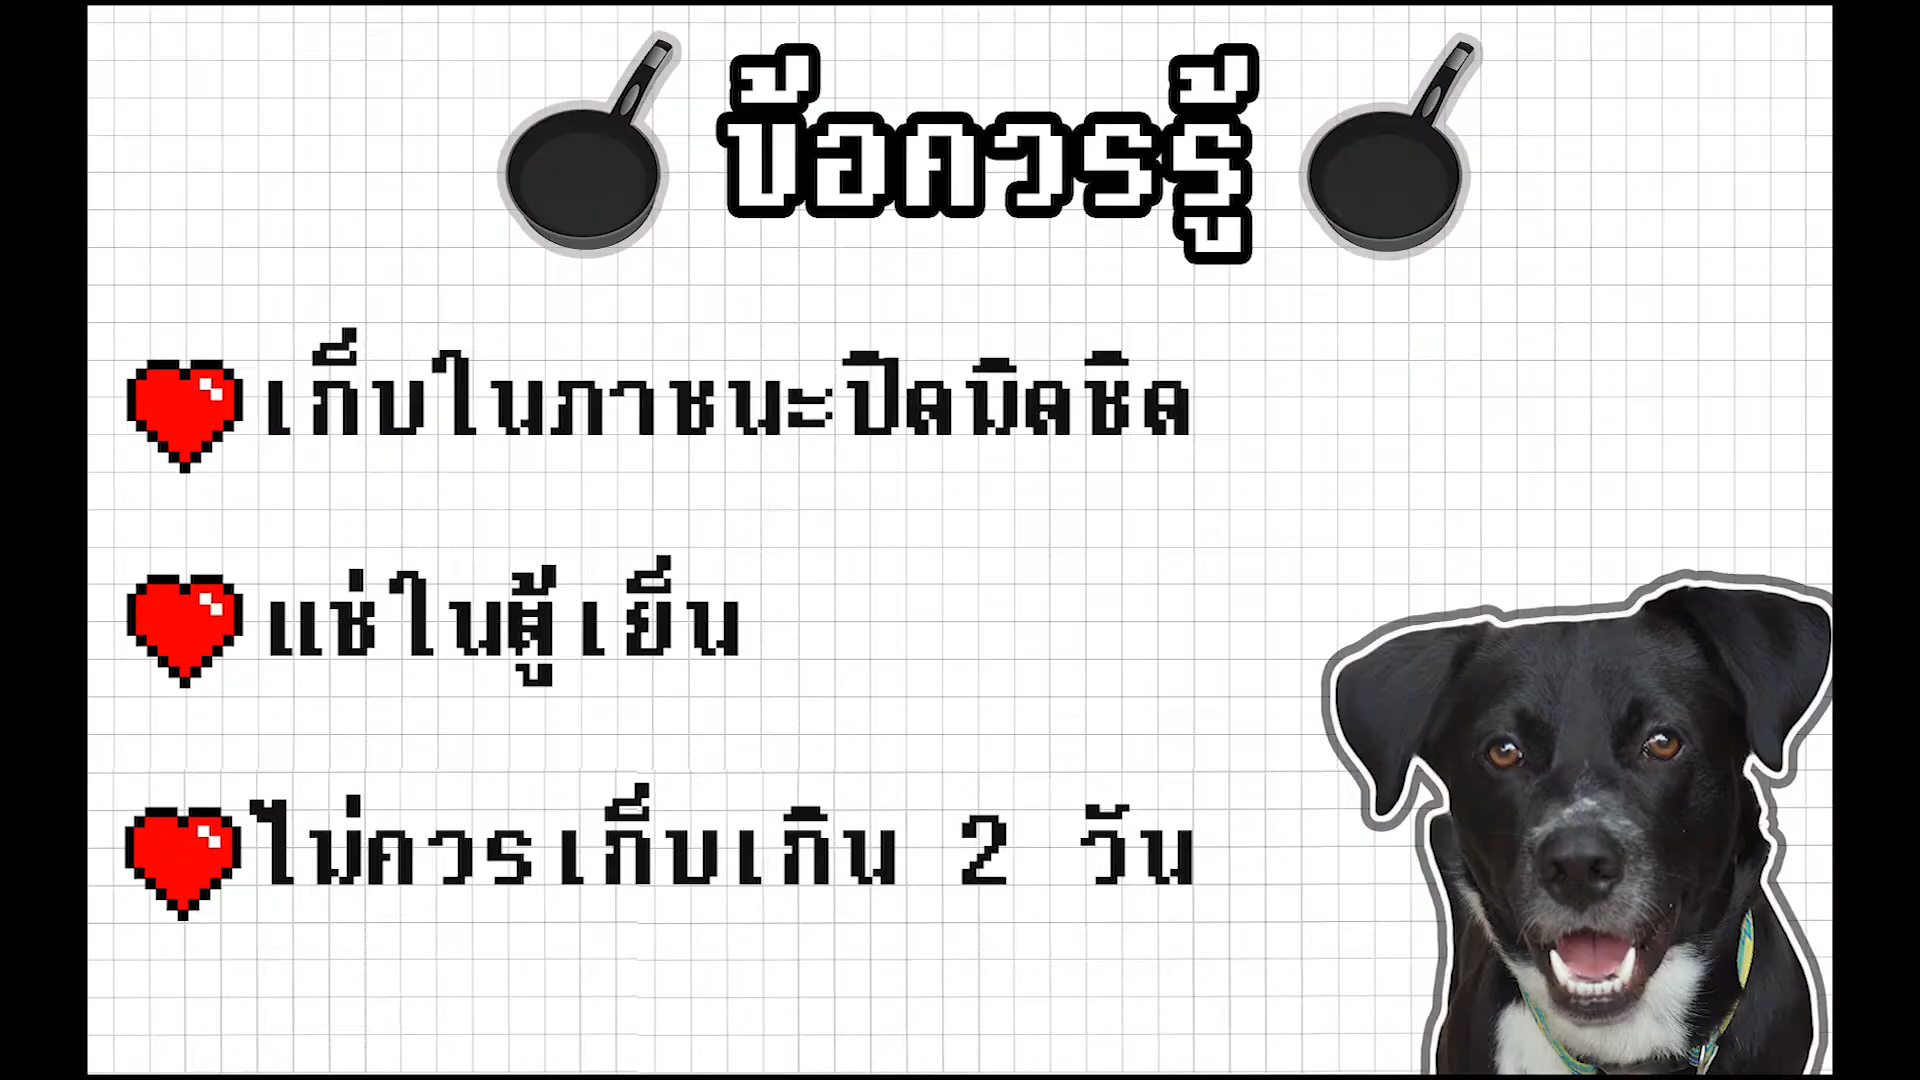 ข้อควรรู้
เก็บในภาชนะปิดมิดชิด
แช่ในตู้เย็น
ไม่ควรเก็บเกิน 2 วัน